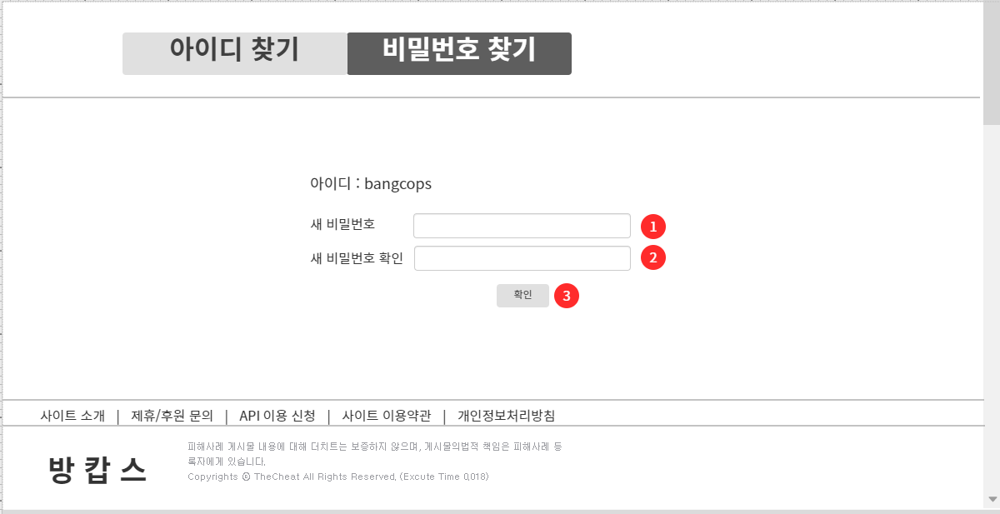 아이디 찾기 비밀번호 찾기
아이디 : bangcops
새 비밀번호 1
새 비밀번호 확인 2
확인 3
사이트 소개 | 제휴/후원 문의 | API 이용 신청 | 사이트 이용약관 | 개인정보처리방침
방 캅 스
피해사례 게시물 내용에 대해 더치트는 보증하지 않으며, 게시물의법적 책임은 피해사례 등
록자에게 있습니다.
Copyrights ⓒ TheCheat All Rights Reserved, (Excute Time 0,018)